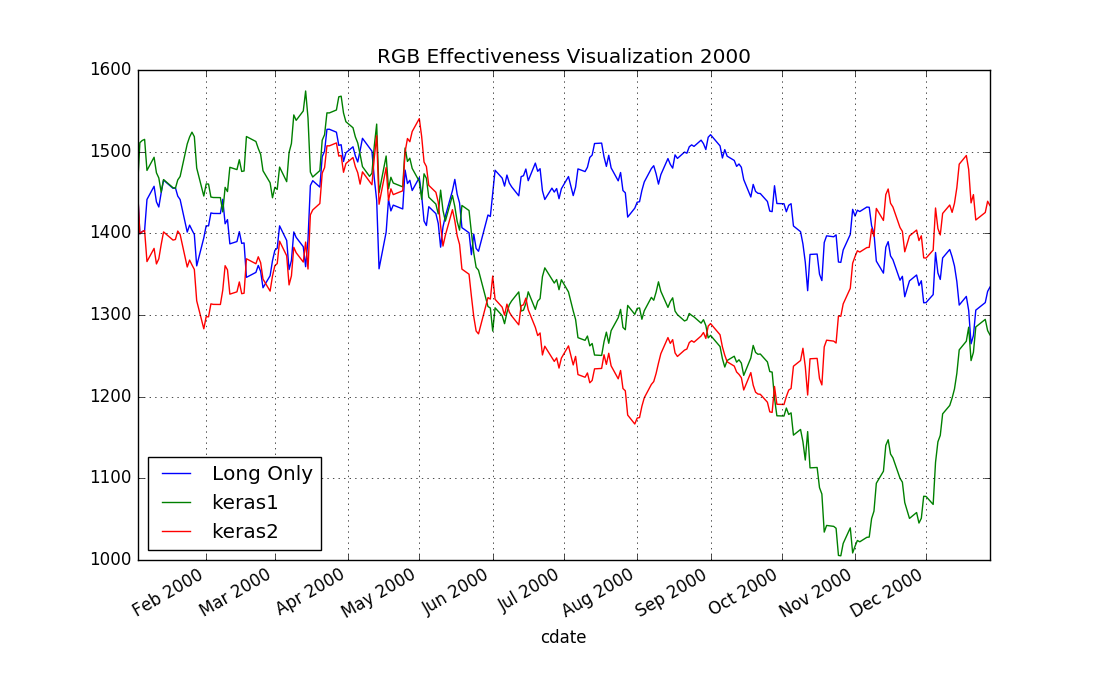 RGB Effectiveness Visualization 2000
1600
1500
1400
1300
1200
1100
1000
Long Only
keras1
keras2
Feb 2000
Mar 2000
Apr 2000
May 2000
Jun 2000
Jul 2000
Aug 2000
Sep 2000
Oct 2000
Nov 2000
Dec 2000
cdate